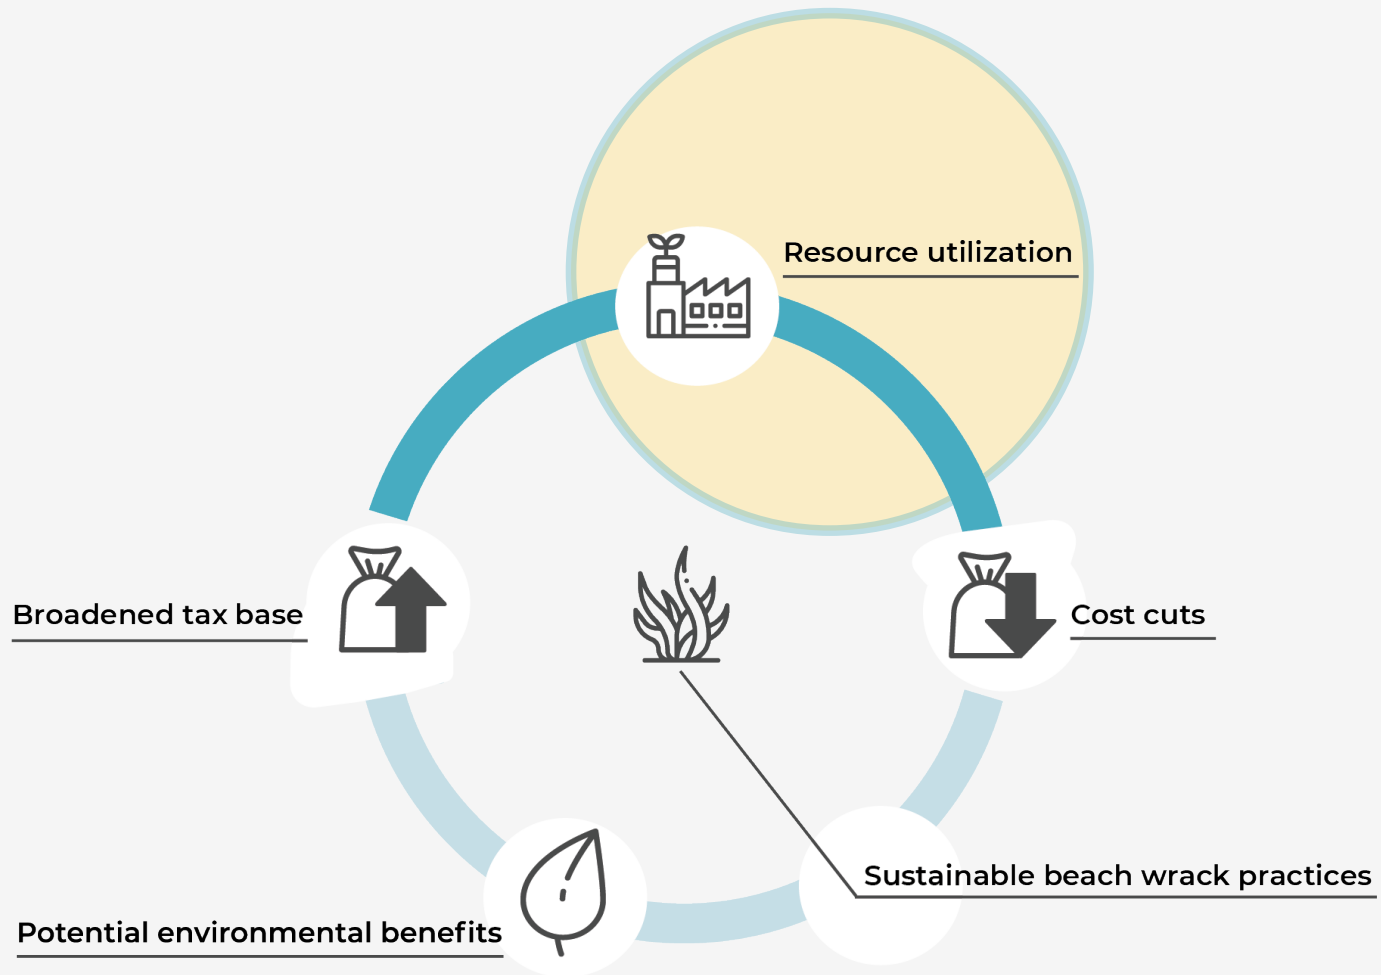 Resource utilization
Broadened tax base
Cost cuts
Sustainable beach wrack practices
Potential environmental benefits